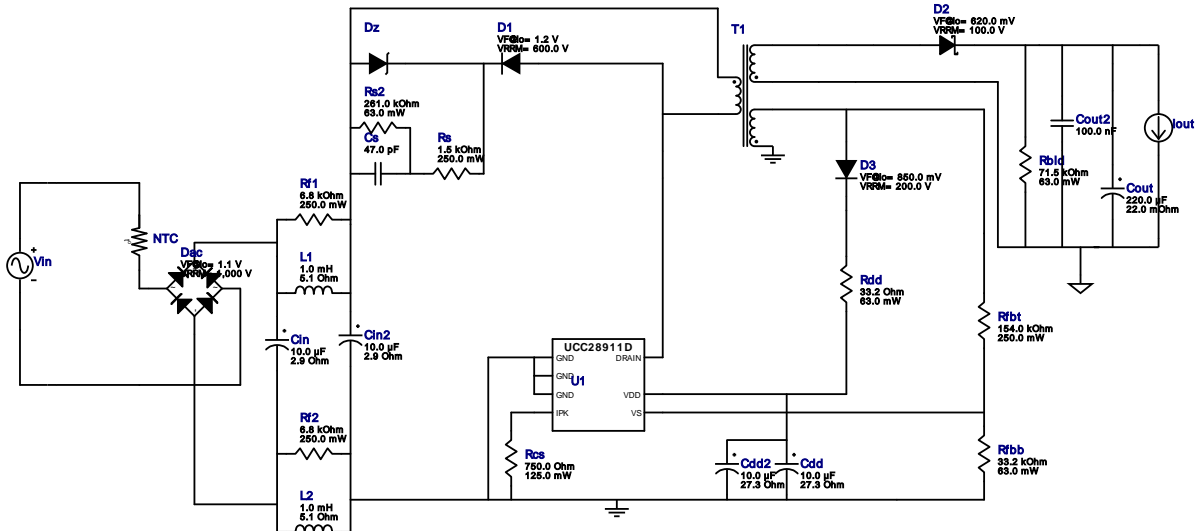 Dz
D1
VF@Io= 1.2 V
VRRM= 600.0 V
T1
D2
VF@Io= 620.0 mV
VRRM= 100.0 V
Rs2
261.0 kOhm
63.0 mW
Cs
47.0 pF
Rs
1.5 kOhm
250.0 mW
Cout2
100.0 nF
Iout
D3
VF@Io= 850.0 mV
VRRM= 200.0 V
Rbld
71.5 kOhm
63.0 mW
Cout
220.0 µF
22.0 mOhm
Rf1
6.8 kOhm
250.0 mW
NTC
Vin
Dac
VF@Io= 1.1 V
L1
1.0 mH
5.1 Ohm
Rdd
33.2 Ohm
63.0 mW
Rfbt
154.0 kOhm
250.0 mW
Cin
10.0 µF
2.9 Ohm
Cin2
10.0 µF
2.9 Ohm
UCC28911D
GND
DRAIN
GND
U1
GND
VDD
IPK
VS
Rf2
6.8 kOhm
250.0 mW
Rcs
750.0 Ohm
125.0 mW
Cdd2
10.0 µF
27.3 Ohm
Cdd
10.0 µF
27.3 Ohm
Rfbb
33.2 kOhm
63.0 mW
L2
1.0 mH
5.1 Ohm